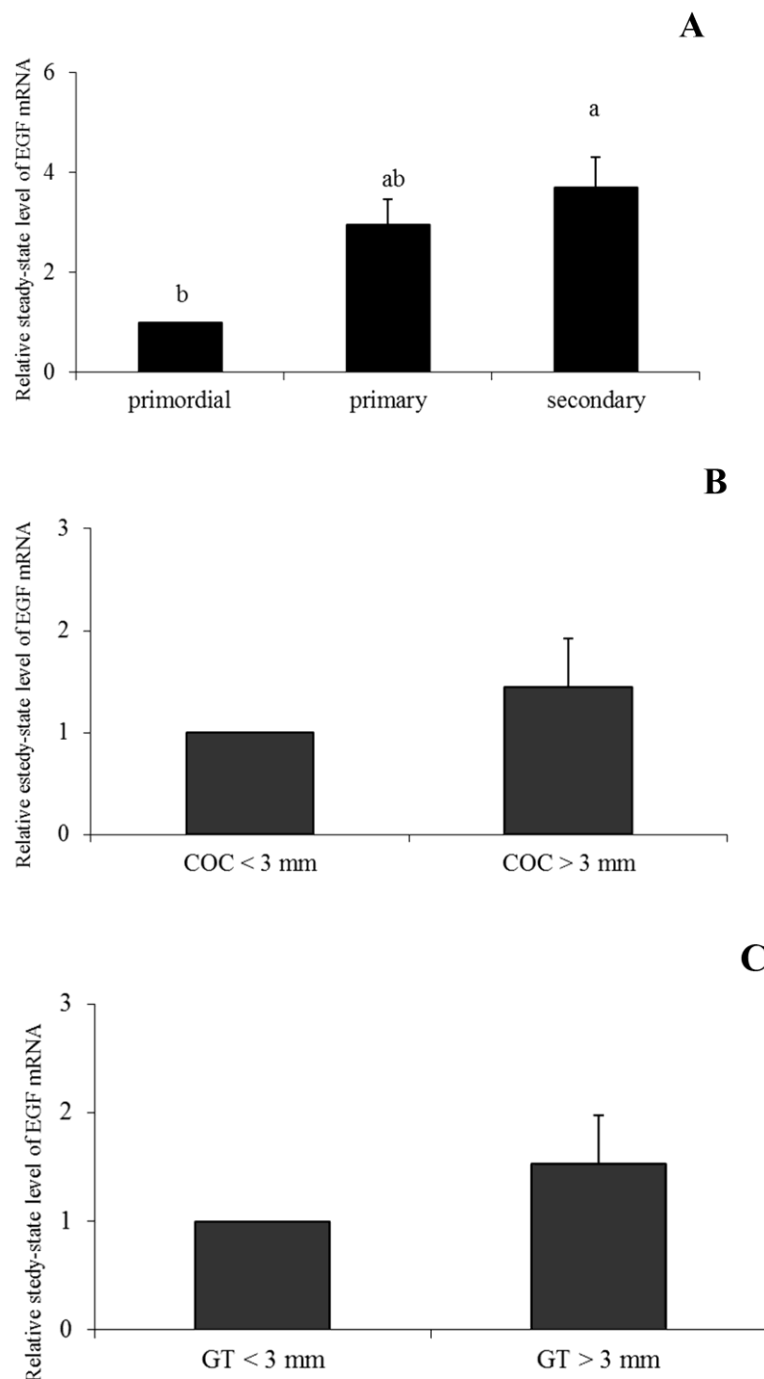 A
Relative steady-state level of EGF mRNA
6
4
2
0
b
ab
a
primordial primary secondary
B
Relative estedy-state level of EGF mRNA
3
2
1
0
COC < 3 mm COC > 3 mm
C
Relative stedy-state level of EGF mRNA
3
2
1
0
GT < 3 mm GT > 3 mm